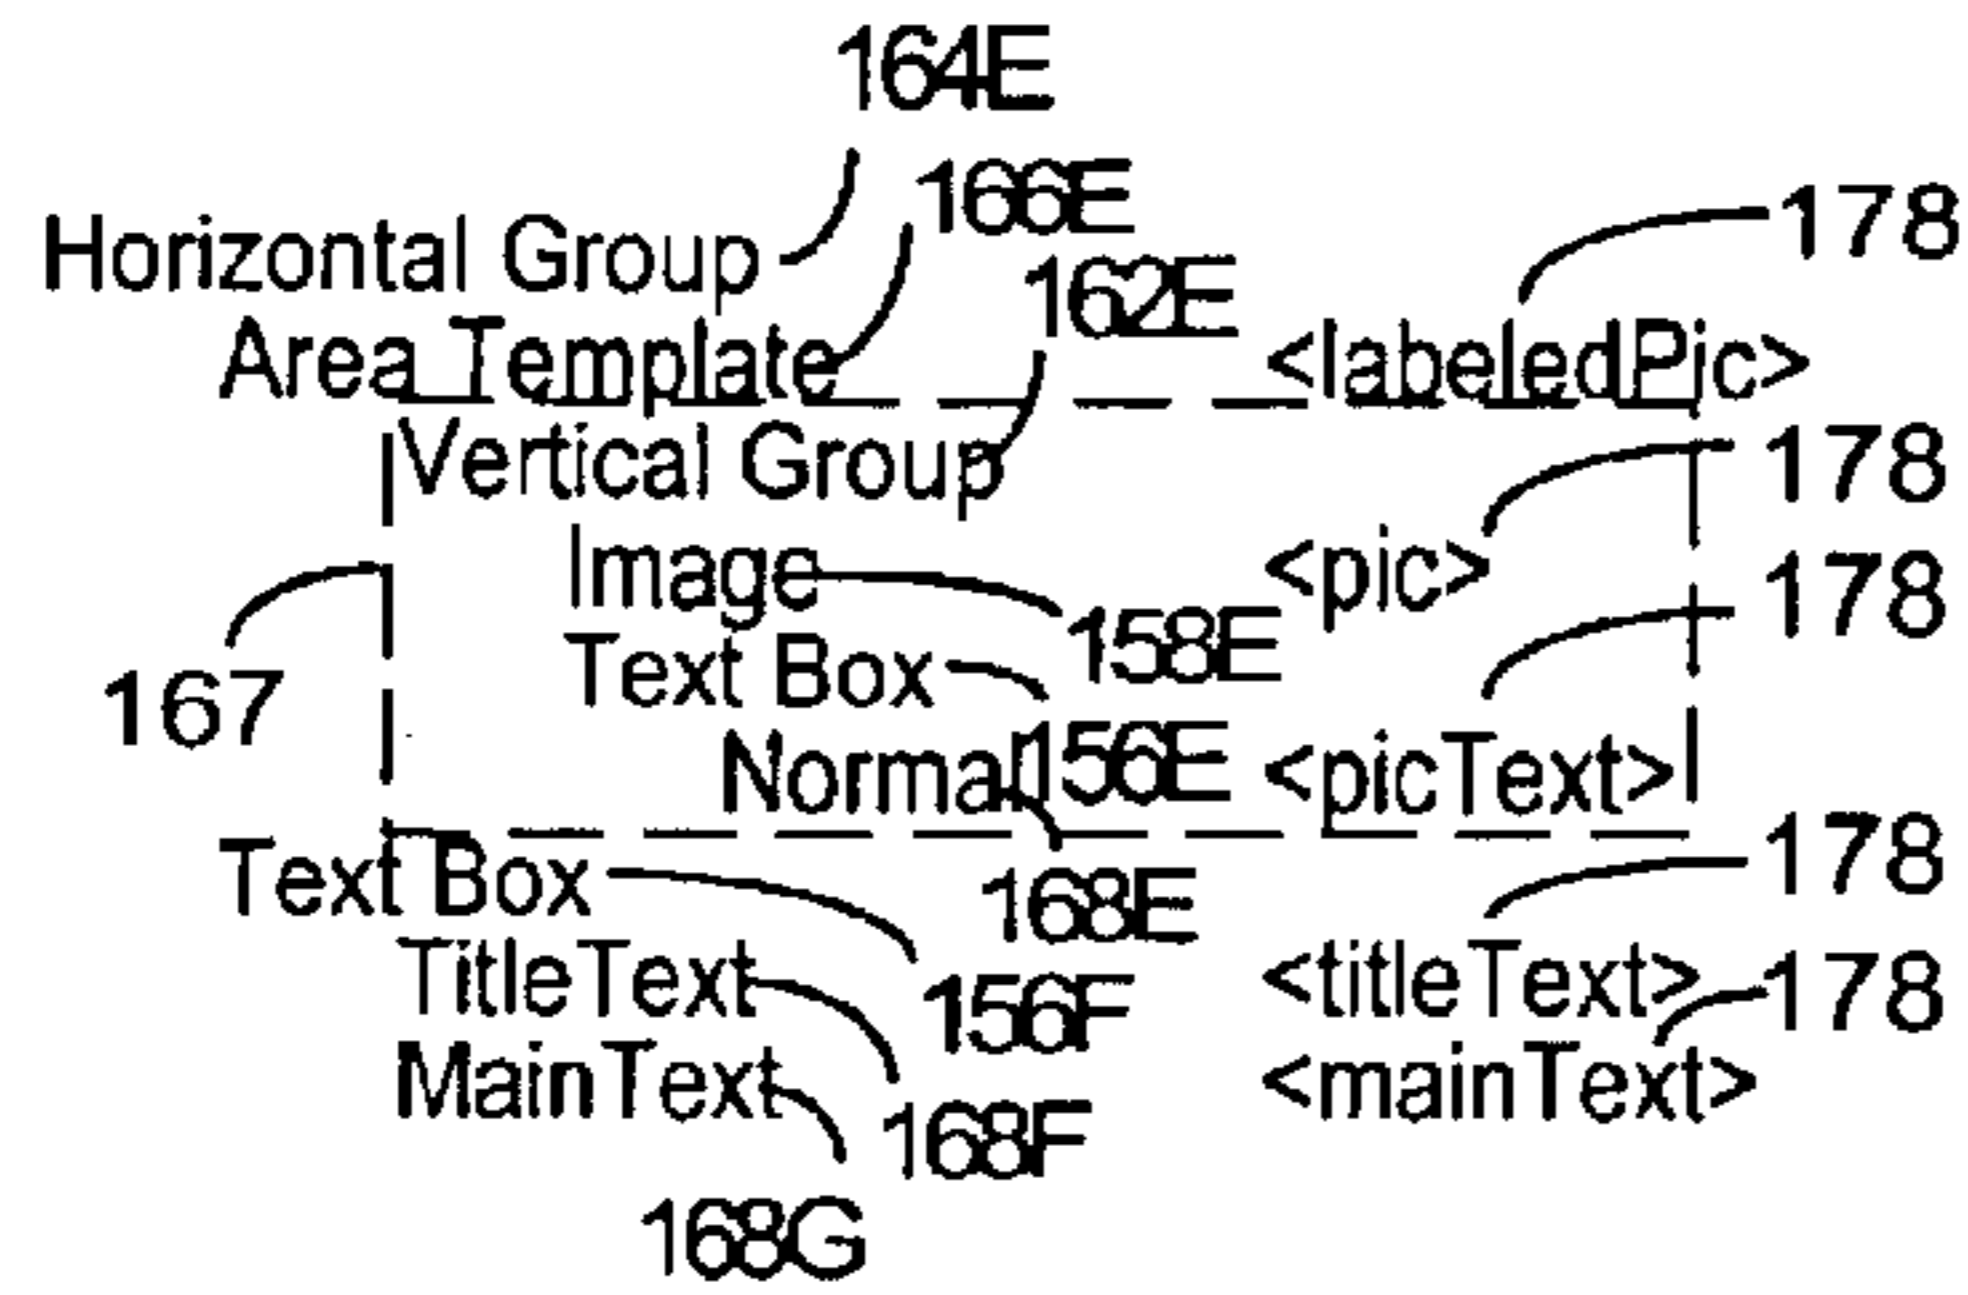 164E
166E
178
Horizontal Group
162E
Area Template <labeledPic>
Vertical Group 178
Image <pic> 178
158E
Text Box
167
Normal 156E <picText>
178
Text Box 168E
TitleText <titleText> 178
156F
MainText <mainText>
168F
168G